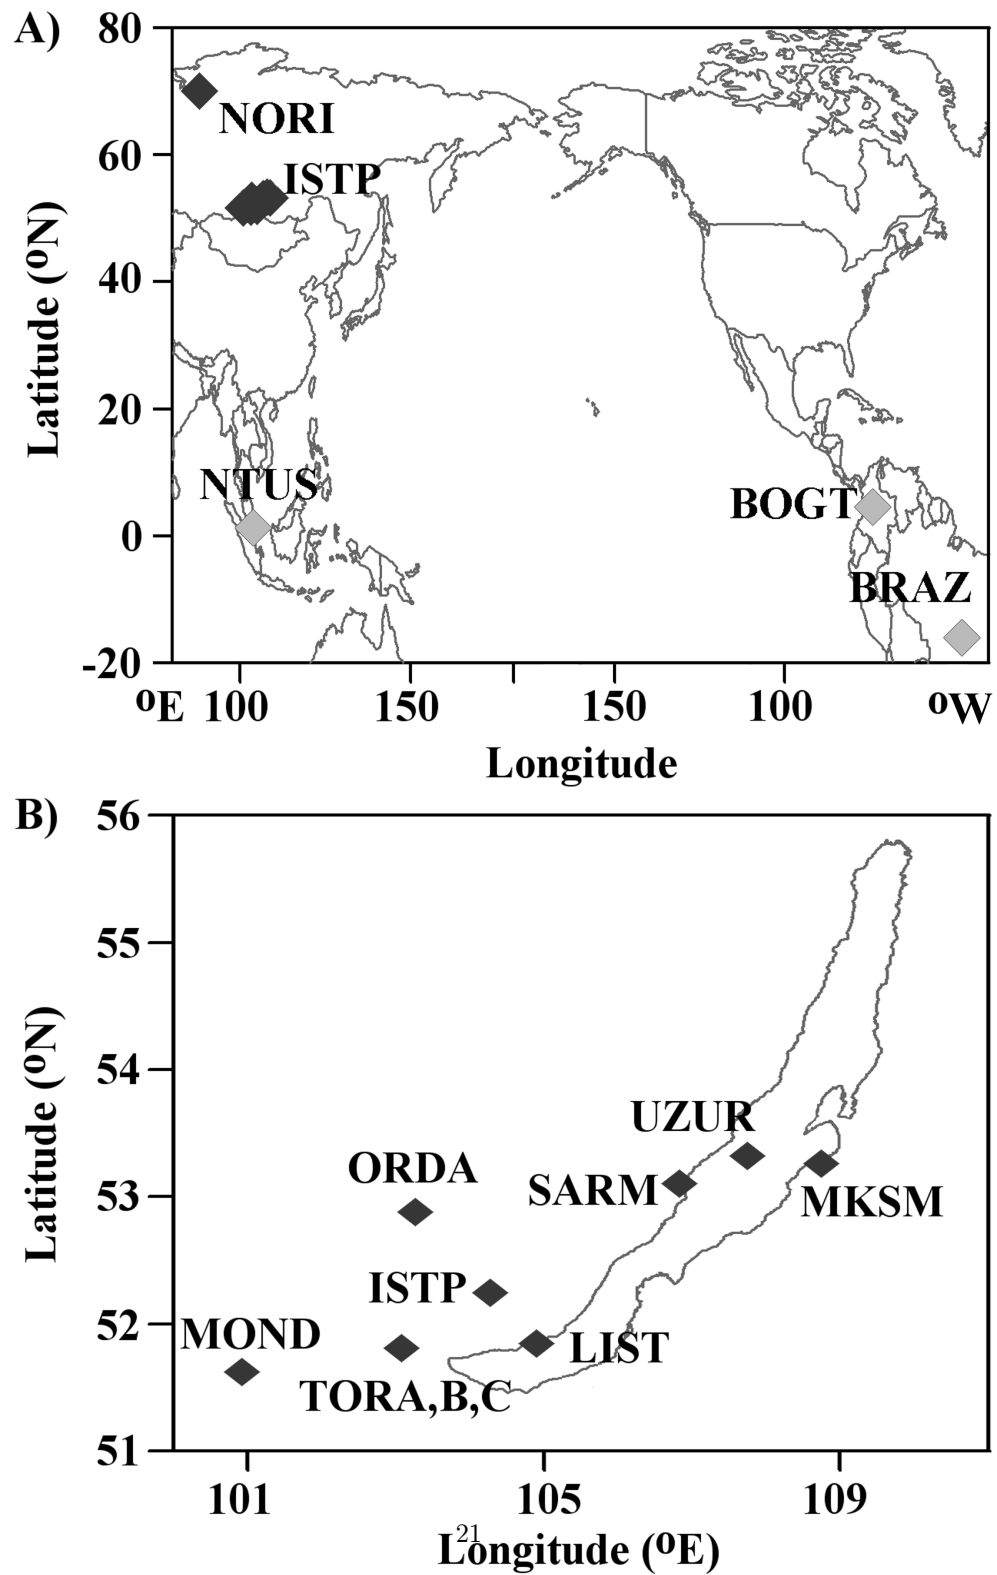 A)
80
NORI
60
ISTP
40
Latitude (ºN)
20
NTUS
BOGT
0
BRAZ
-20
ºE 100 150 150 100 ºW
Longitude
B)
56
55
54
Latitude (ºN)
UZUR
ORDA
53
SARM
MKSM
ISTP
52
MOND
LIST
TORA,B,C
51
101 105 109
21
Longitude (ºE)